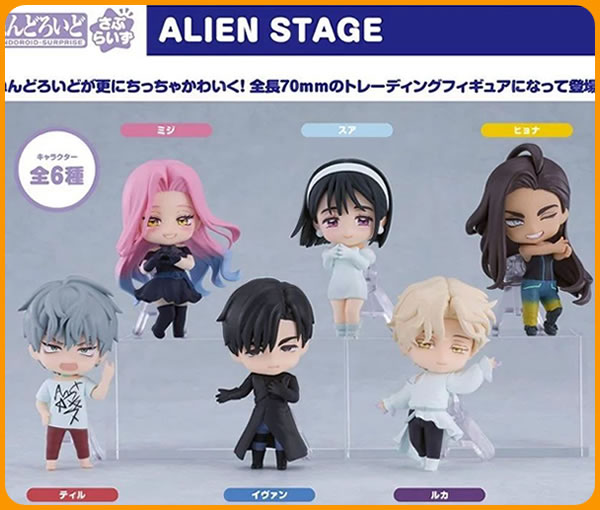 んどろいど
NDOROID·SURPRISE
さぷ
らいず
ALIEN STAGE
んどろいどが更にちっちゃかわいく! 全長70mmのトレーディングフィギュアになって登場
キャラクター
全6種
ミジ
スア
ヒョナ
ティル
イヴァン
ルカ